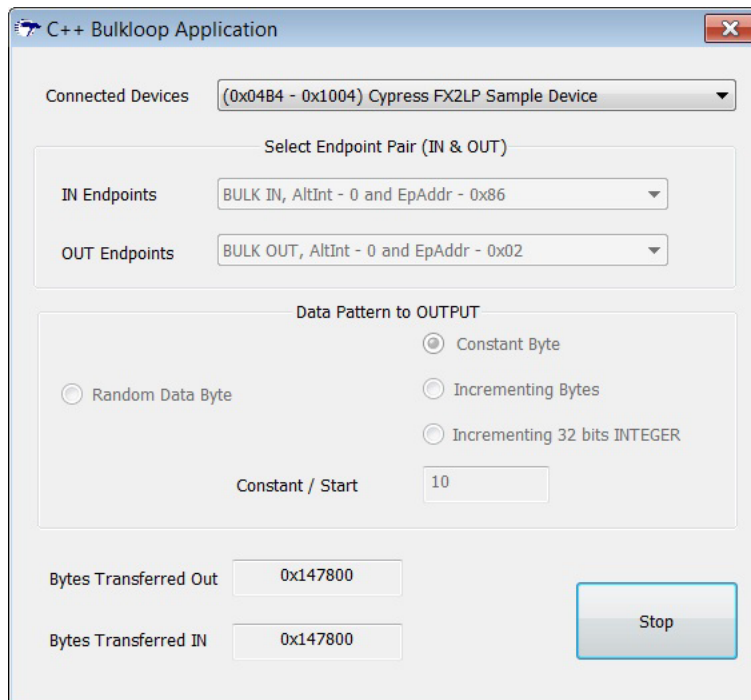 C++ Bulkloop Application
Connected Devices (0x04B4 - 0x1004) Cypress FX2LP Sample Device
Select Endpoint Pair (IN & OUT)
IN Endpoints BULK IN, AltInt - 0 and EpAddr - 0x86
OUT Endpoints BULK OUT, AltInt - 0 and EpAddr - 0x02
Data Pattern to OUTPUT
Constant Byte
Random Data Byte
Incrementing Bytes
Incrementing 32 bits INTEGER
Constant / Start 10
Bytes Transferred Out 0x147800
Stop
Bytes Transferred IN 0x147800